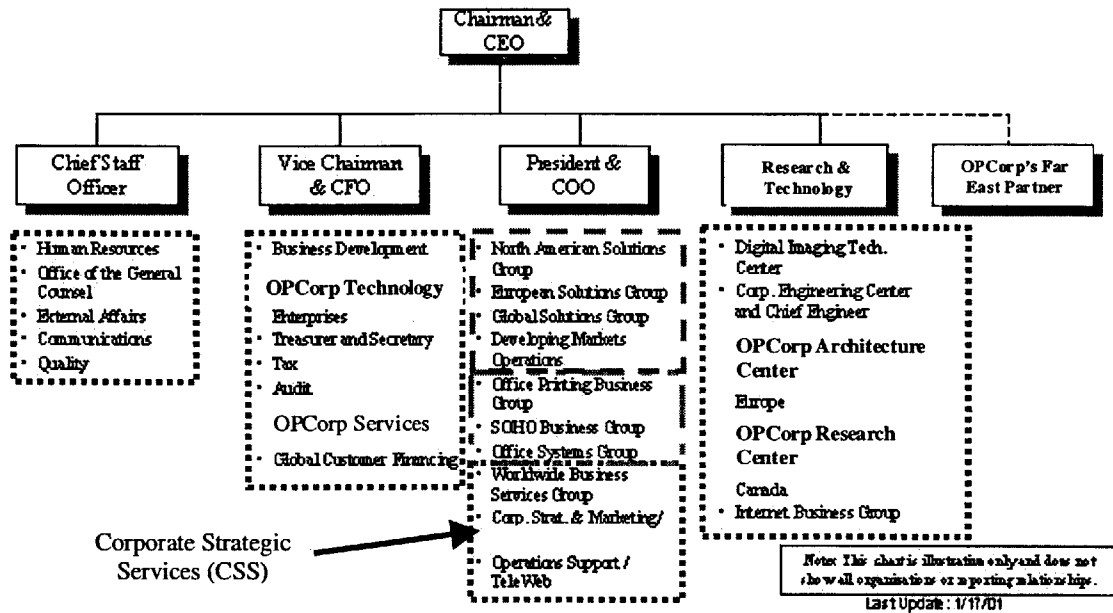 Chairman &
CEO
Chief Staff
Officer
Vice Chairman
& CFO
President &
COO
Research &
Technology
OPCorp's Far
East Partner
· Human Resources
· Office of the General
Counsel
· External Affairs
· Communications
· Quality
· Business Development
OPCorp Technology
Enterprises
· Treasurer and Secretary
· Tax
· Audit
OPCorp Services
· Global Customer Financing
· North American Solutions
Group
· European Solutions Group
· Global Solutions Group
· Developing Markets
Operations
· Office Printing Business
Group
· SOHO Business Group
· Office Systems Group
· Worldwide Business
Services Group
· Corp. Strat. & Marketing/
· Operations Support /
TeleWeb
· Digital Imaging Tech.
Center
· Corp. Engineering Center
and Chief Engineer
OPCorp Architecture
Center
Europe
OPCorp Research
Center
Canada
· Internet Business Group
Corporate Strategic
Services (CSS)
Note: This chart is illustration only and does not
show all organisations or reporting relationships.
Last Update: 1/17/01